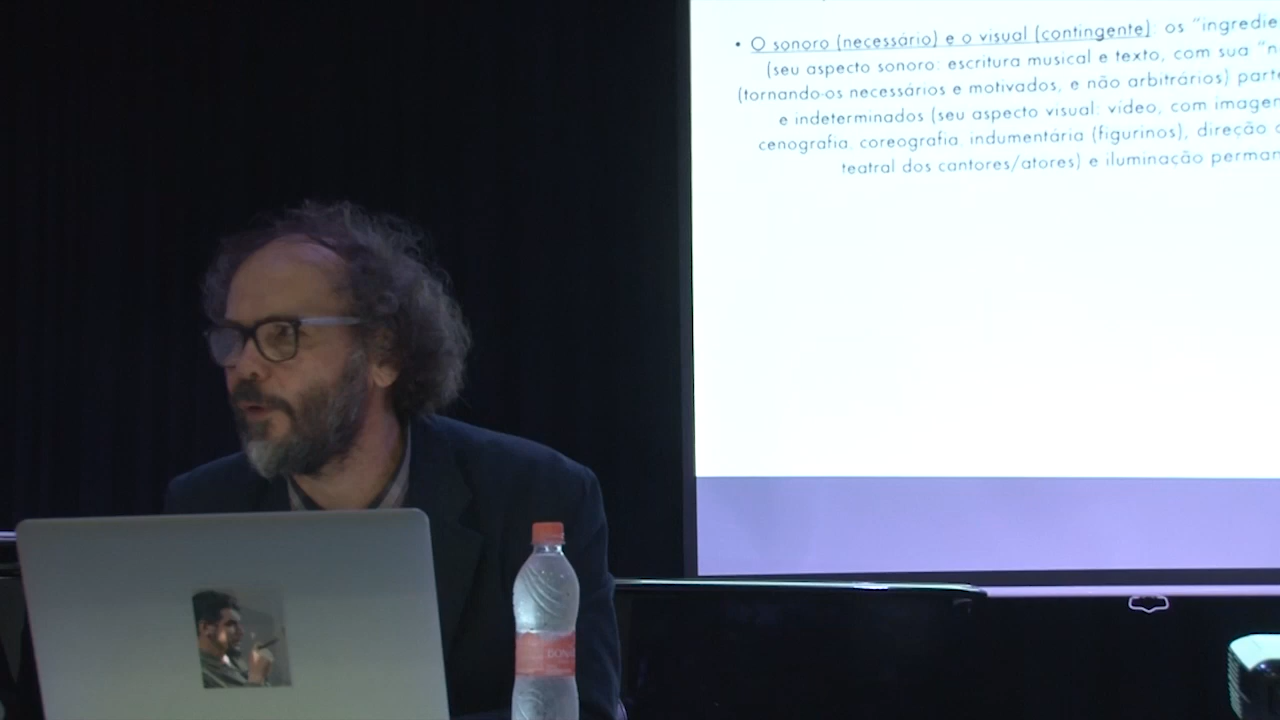 • O sonoro (necessário) e o visual (contingente): os "ingredie
(seu aspecto sonoro: escritura musical e texto, com sua "n
(tornando-os necessários e motivados, e não arbitrários) parte
e indeterminados (seu aspecto visual: vídeo, com imagen
cenografia, coreografia, indumentária (figurinos), direção
teatral dos cantores/atores) e iluminação perman